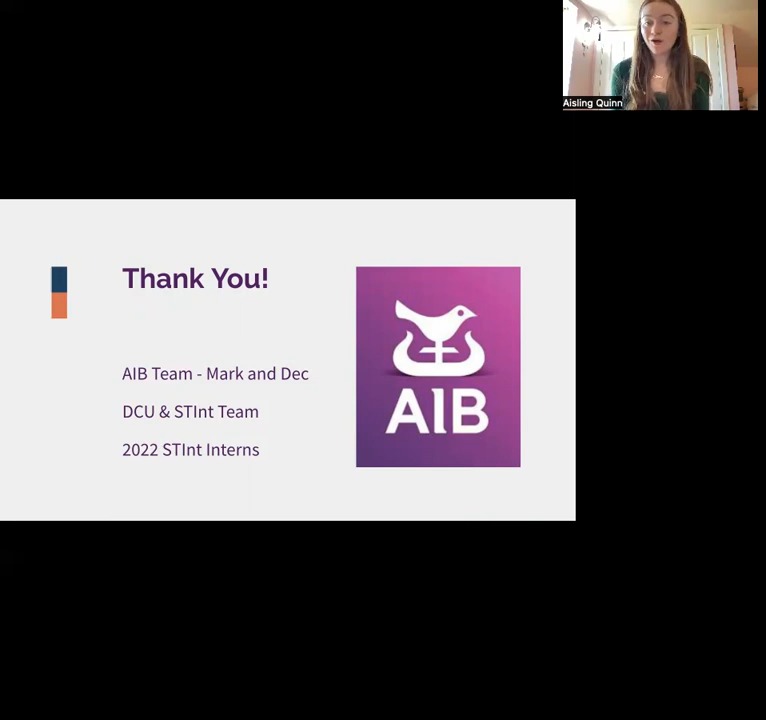 Aisling Quinn
Thank You!
AIB Team - Mark and Dec
DCU & STInt Team
2022 STInt Interns
AIB